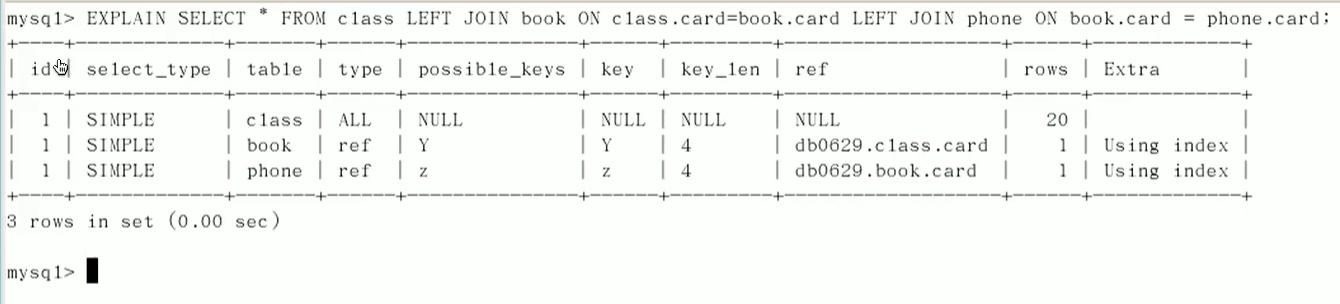 mysql> EXPLAIN SELECT * FROM class LEFT JOIN book ON class.card=book.card LEFT JOIN phone ON book.card = phone.card;
+----+-------------+-------+------+---------------+------+---------+-------------------+------+-------------+
| id | select_type | table | type | possible_keys | key | key_len | ref | rows | Extra |
+----+-------------+-------+------+---------------+------+---------+-------------------+------+-------------+
| 1 | SIMPLE | class | ALL | NULL | NULL | NULL | NULL | 20 | |
| 1 | SIMPLE | book | ref | Y | Y | 4 | db0629.class.card | 1 | Using index |
| 1 | SIMPLE | phone | ref | z | z | 4 | db0629.book.card | 1 | Using index |
+----+-------------+-------+------+---------------+------+---------+-------------------+------+-------------+
3 rows in set (0.00 sec)
mysql>